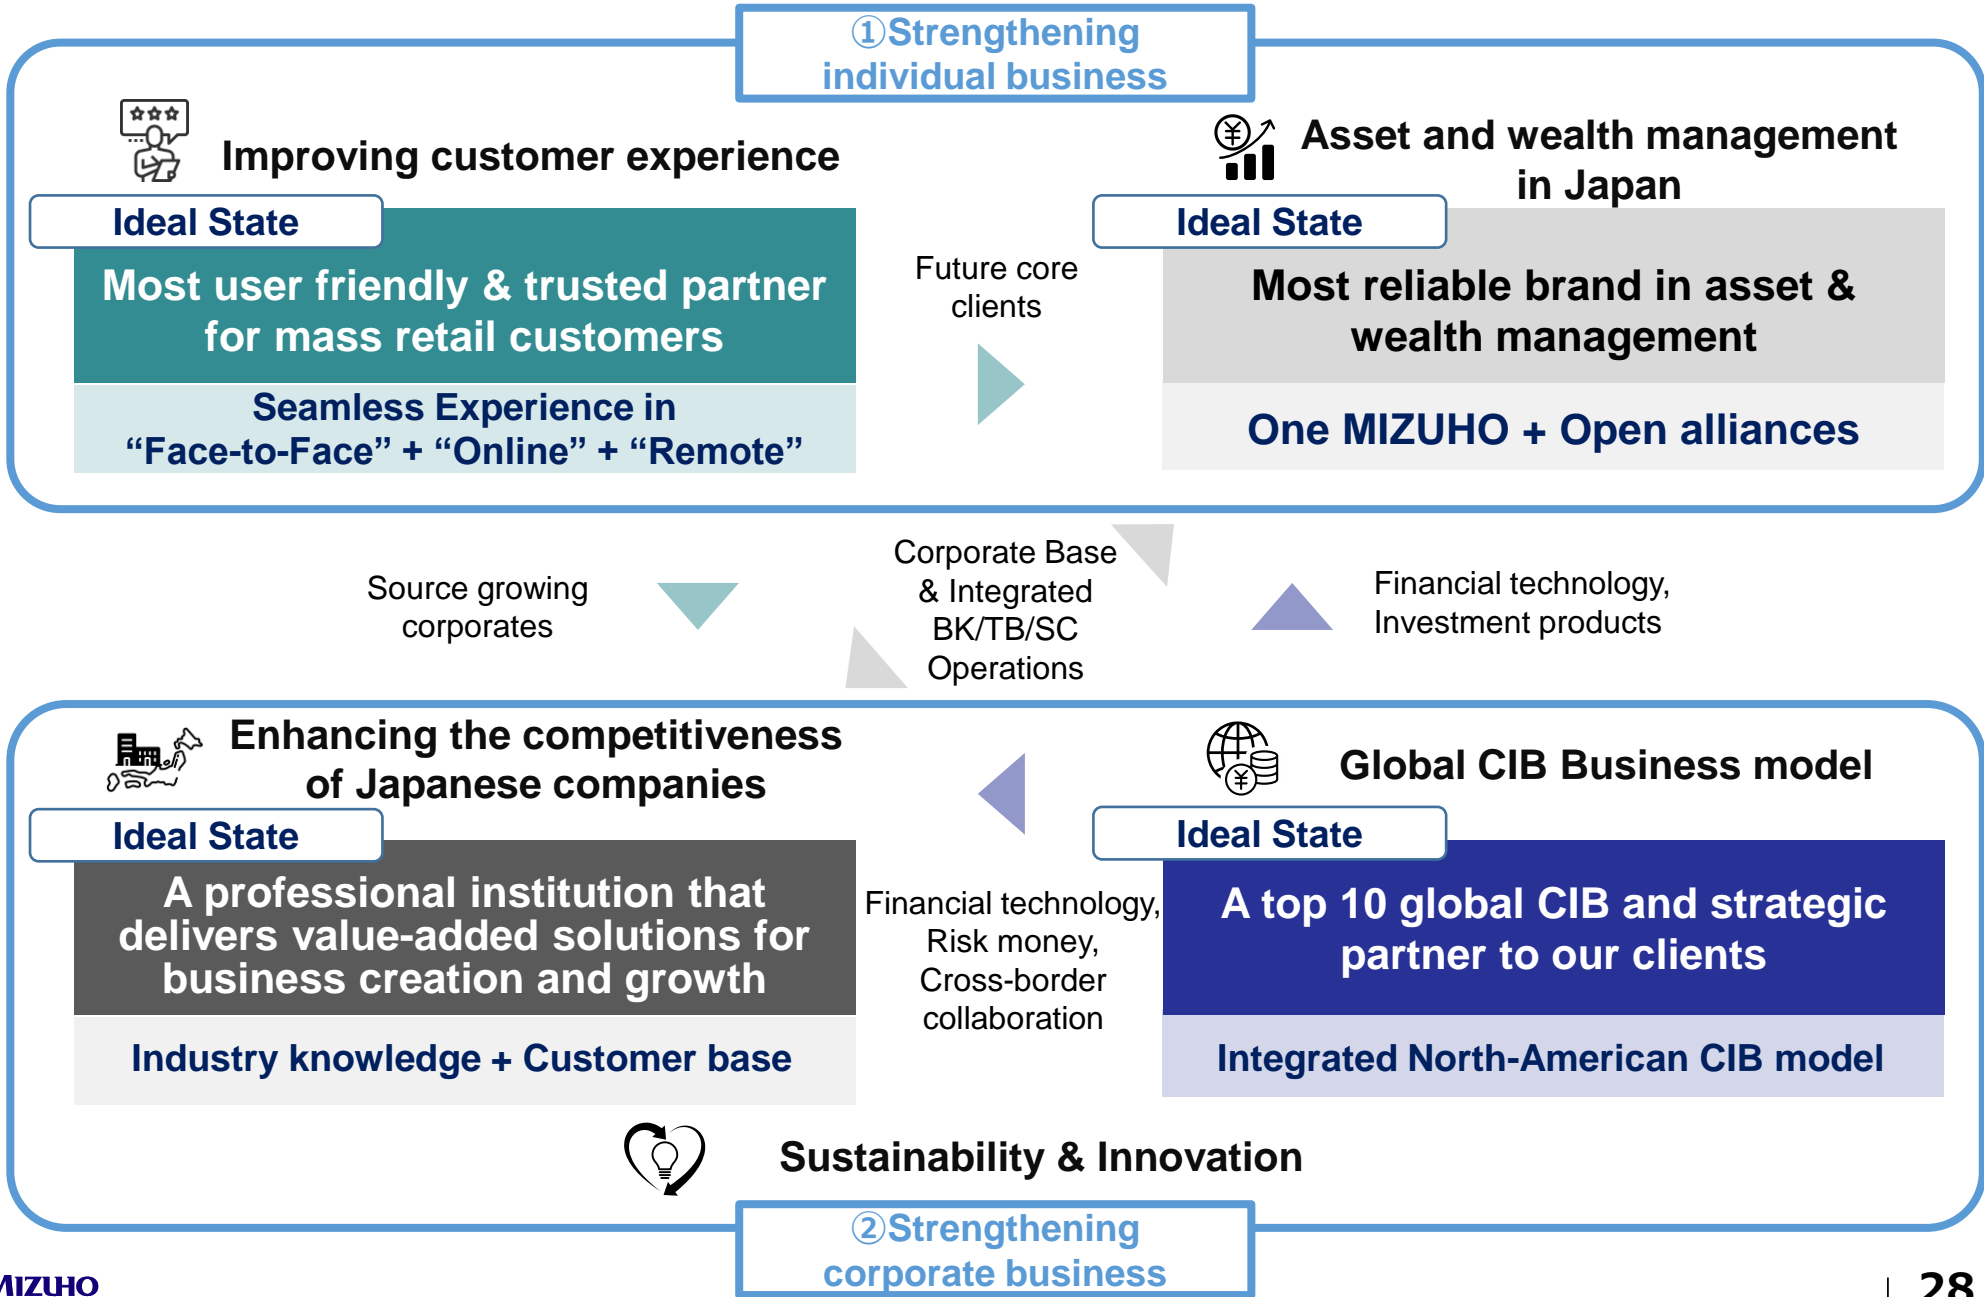 ①Strengthening
individual business
Improving customer experience
Ideal State
Most user friendly & trusted partner
for mass retail customers
Seamless Experience in
“Face-to-Face” + “Online” + “Remote”
Future core
clients
Asset and wealth management
in Japan
Ideal State
Most reliable brand in asset &
wealth management
One MIZUHO + Open alliances
Source growing
corporates
Corporate Base
& Integrated
BK/TB/SC
Operations
Financial technology,
Investment products
Enhancing the competitiveness
of Japanese companies
Ideal State
A professional institution that
delivers value-added solutions for
business creation and growth
Industry knowledge + Customer base
Financial technology,
Risk money,
Cross-border
collaboration
Global CIB Business model
Ideal State
A top 10 global CIB and strategic
partner to our clients
Integrated North-American CIB model
Sustainability & Innovation
②Strengthening
corporate business
MIZUHO
28